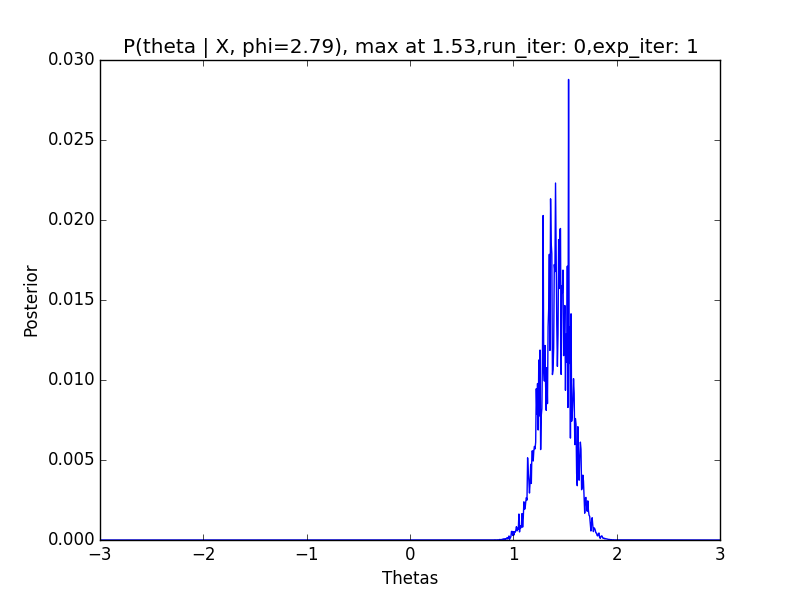 P(theta | X, phi=2.79), max at 1.53,run_iter: 0,exp_iter: 1
0.030
0.025
0.020
0.015
0.010
0.005
0.000
Posterior
−3 −2 −1 0 1 2 3
Thetas